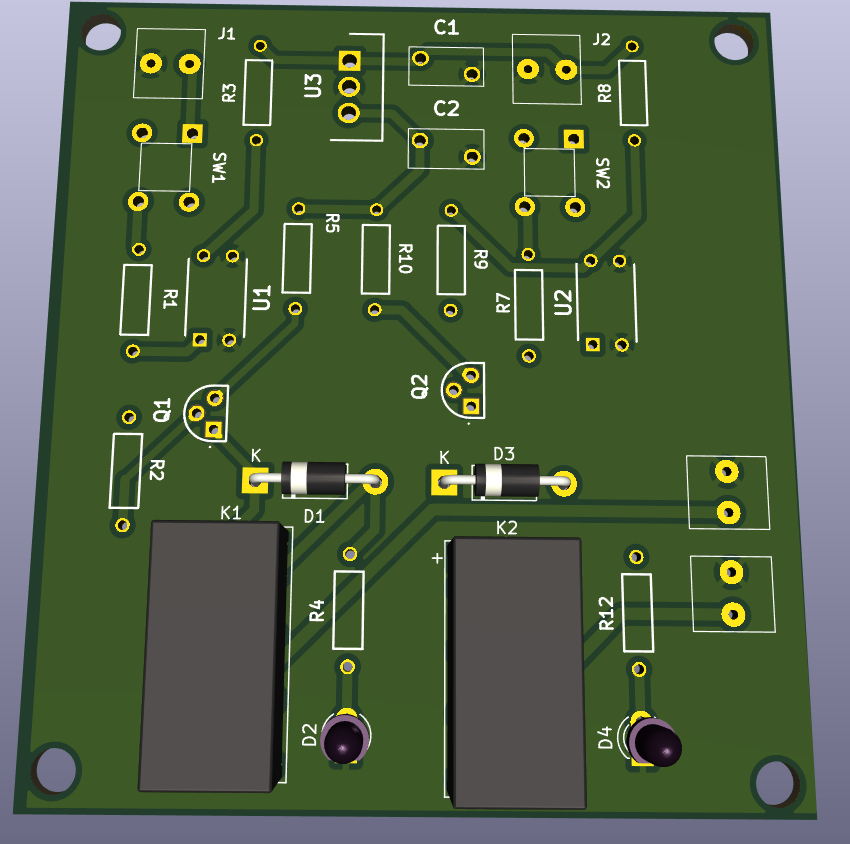 J1
C1
J2
R3
U3
R8
C2
SW1
SW2
R5
R10
R9
R1
U1
R7
U2
Q1
Q2
R2
K
K
D3
K1
D1
K2
+
R4
R12
D2
D4